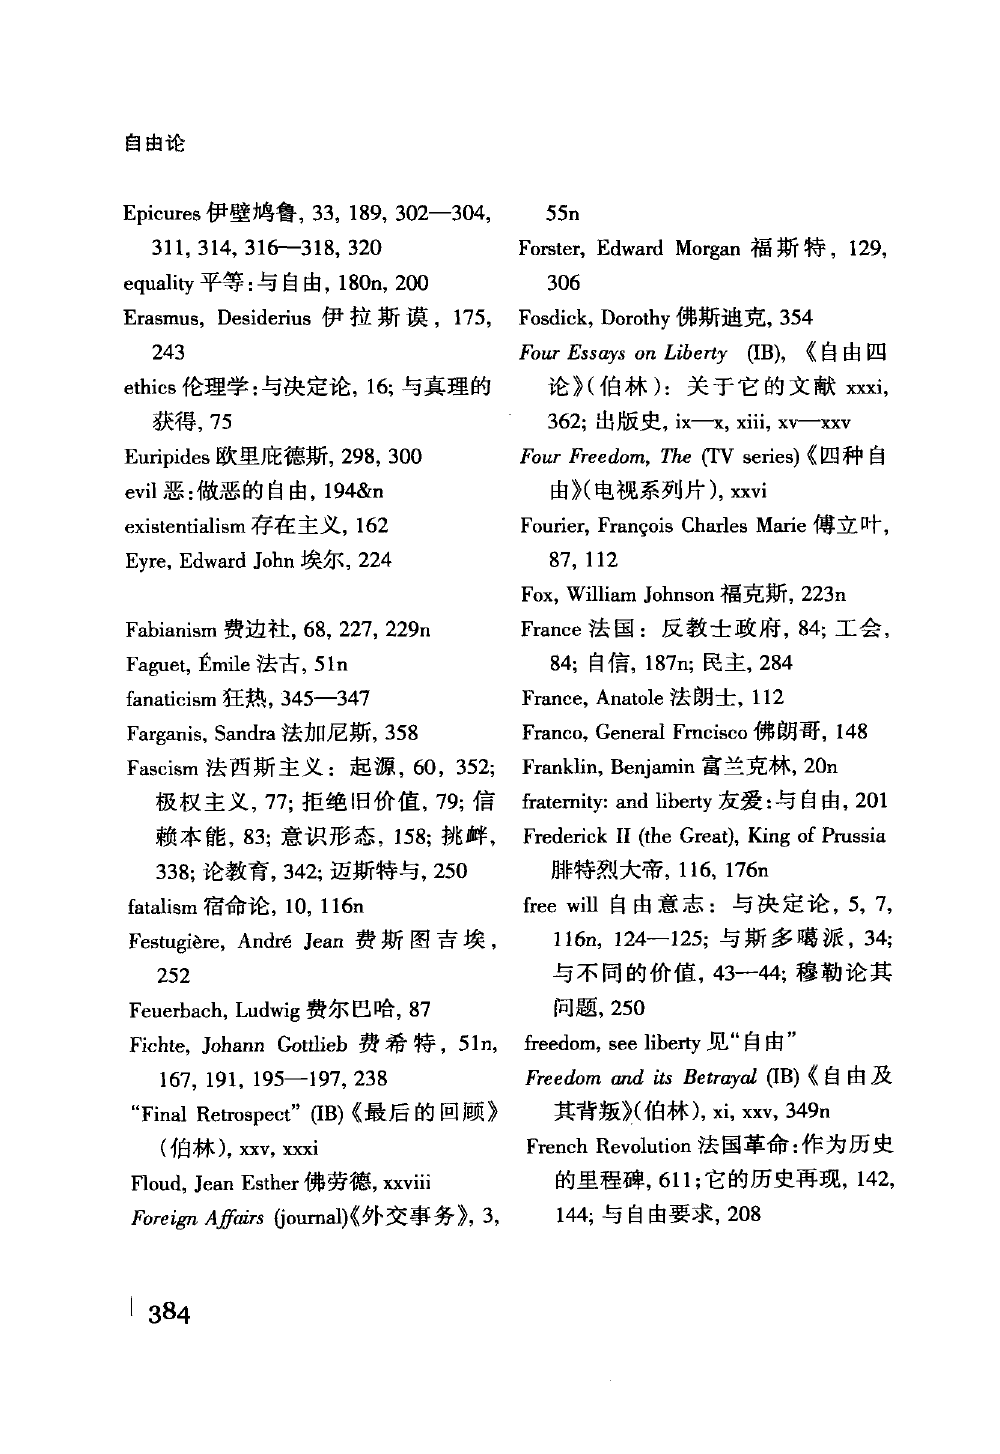 自由论
Epicures 伊壁鸠鲁, 33, 189, 302—304,
311, 314, 316—318, 320
equality 平等:与自由, 180n, 200
Erasmus, Desiderius 伊拉斯谟, 175,
243
ethics 伦理学:与决定论, 16; 与真理的
获得, 75
Euripides 欧里庇德斯, 298, 300
evil 恶:做恶的自由, 194&n
existentialism 存在主义, 162
Eyre, Edward John 埃尔, 224
Fabianism 费边社, 68, 227, 229n
Faguet, Émile 法古, 51n
fanaticism 狂热, 345—347
Farganis, Sandra 法加尼斯, 358
Fascism 法西斯主义: 起源, 60, 352;
极权主义, 77; 拒绝旧价值, 79; 信
赖本能, 83; 意识形态, 158; 挑衅,
338; 论教育, 342; 迈斯特与, 250
fatalism 宿命论, 10, 116n
Festugière, André Jean 费斯图吉埃,
252
Feuerbach, Ludwig 费尔巴哈, 87
Fichte, Johann Gottlieb 费希特, 51n,
167, 191, 195—197, 238
“Final Retrospect” (IB)《最后的回顾》
(伯林), xxv, xxxi
Floud, Jean Esther 佛劳德, xxviii
Foreign Affairs (journal)《外交事务》, 3,
55n
Forster, Edward Morgan 福斯特, 129,
306
Fosdick, Dorothy 佛斯迪克, 354
Four Essays on Liberty (IB), 《自由四
论》(伯林): 关于它的文献 xxxi,
362; 出版史, ix—x, xiii, xv—xxv
Four Freedom, The (TV series)《四种自
由》(电视系列片), xxvi
Fourier, François Charles Marie 傅立叶,
87, 112
Fox, William Johnson 福克斯, 223n
France 法国: 反教士政府, 84; 工会,
84; 自信, 187n; 民主, 284
France, Anatole 法朗士, 112
Franco, General Frncisco 佛朗哥, 148
Franklin, Benjamin 富兰克林, 20n
fraternity: and liberty 友爱:与自由, 201
Frederick II (the Great), King of Prussia
腓特烈大帝, 116, 176n
free will 自由意志: 与决定论, 5, 7,
116n, 124—125; 与斯多噶派, 34;
与不同的价值, 43—44; 穆勒论其
问题, 250
freedom, see liberty 见“自由”
Freedom and its Betrayal (IB)《自由及
其背叛》(伯林), xi, xxv, 349n
French Revolution 法国革命:作为历史
的里程碑, 611;它的历史再现, 142,
144; 与自由要求, 208
384